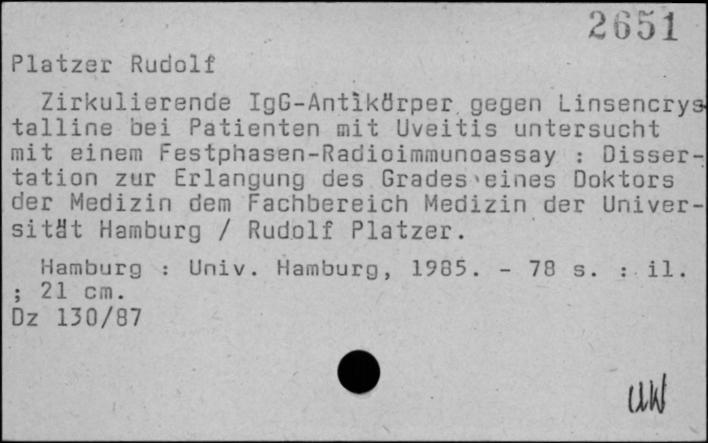 2651
Platzer Rudolf
Zirkulierende IgG-Antikörper gegen Linsencrys-
talline bei Patienten mit Uveitis untersucht
mit einem Festphasen-Radioimmunoassay : Disser-
tation zur Erlangung des Grades eines Doktors
der Medizin dem Fachbereich Medizin der Univer-
sität Hamburg / Rudolf Platzer.
Hamburg : Univ. Hamburg, 1985. - 78 s. : il.
; 21 cm.
Dz 130/87
UW